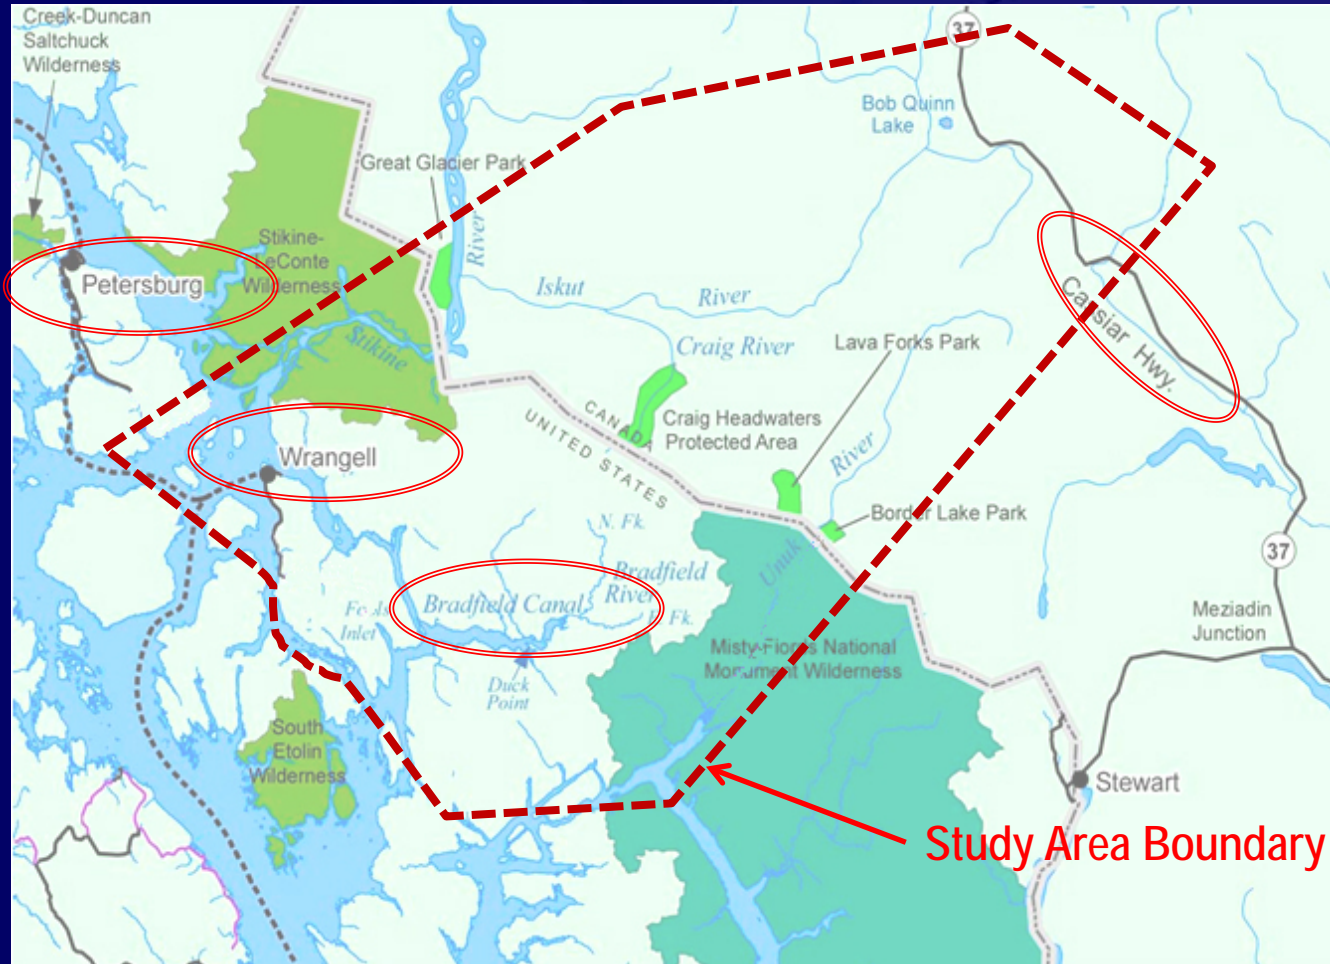 Creek-Duncan
Saltchuck
Wilderness
37
Bob Quinn
Lake
Great Glacier Park
River
Stikine-
LeConte
Wilderness
Petersburg
Iskut
River
Cassiar Hwy.
Stikine
Craig River
Lava Forks Park
CANADA
UNITED STATES
Craig Headwaters
Protected Area
Wrangell
River
Border Lake Park
N. Fk.
37
Unuk
Bradfield
River
Bradfield Canal
E. Fk.
Fools
Inlet
Meziadin
Junction
Misty Fiords National
Monument Wilderness
Duck
Point
South
Etolin
Wilderness
Stewart
Study Area Boundary